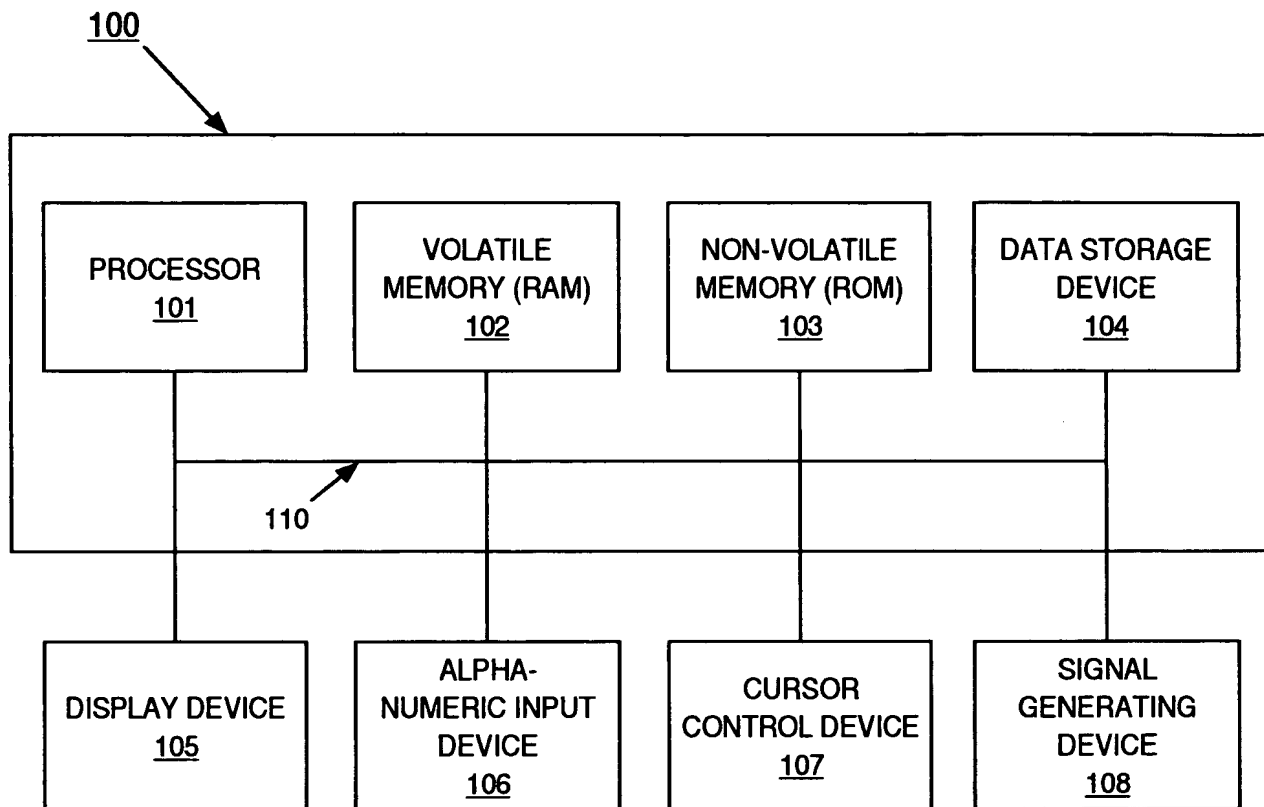 100
PROCESSOR
101
VOLATILE
MEMORY (RAM)
102
NON-VOLATILE
MEMORY (ROM)
103
DATA STORAGE
DEVICE
104
110
DISPLAY DEVICE
105
ALPHA-
NUMERIC INPUT
DEVICE
106
CURSOR
CONTROL DEVICE
107
SIGNAL
GENERATING
DEVICE
108